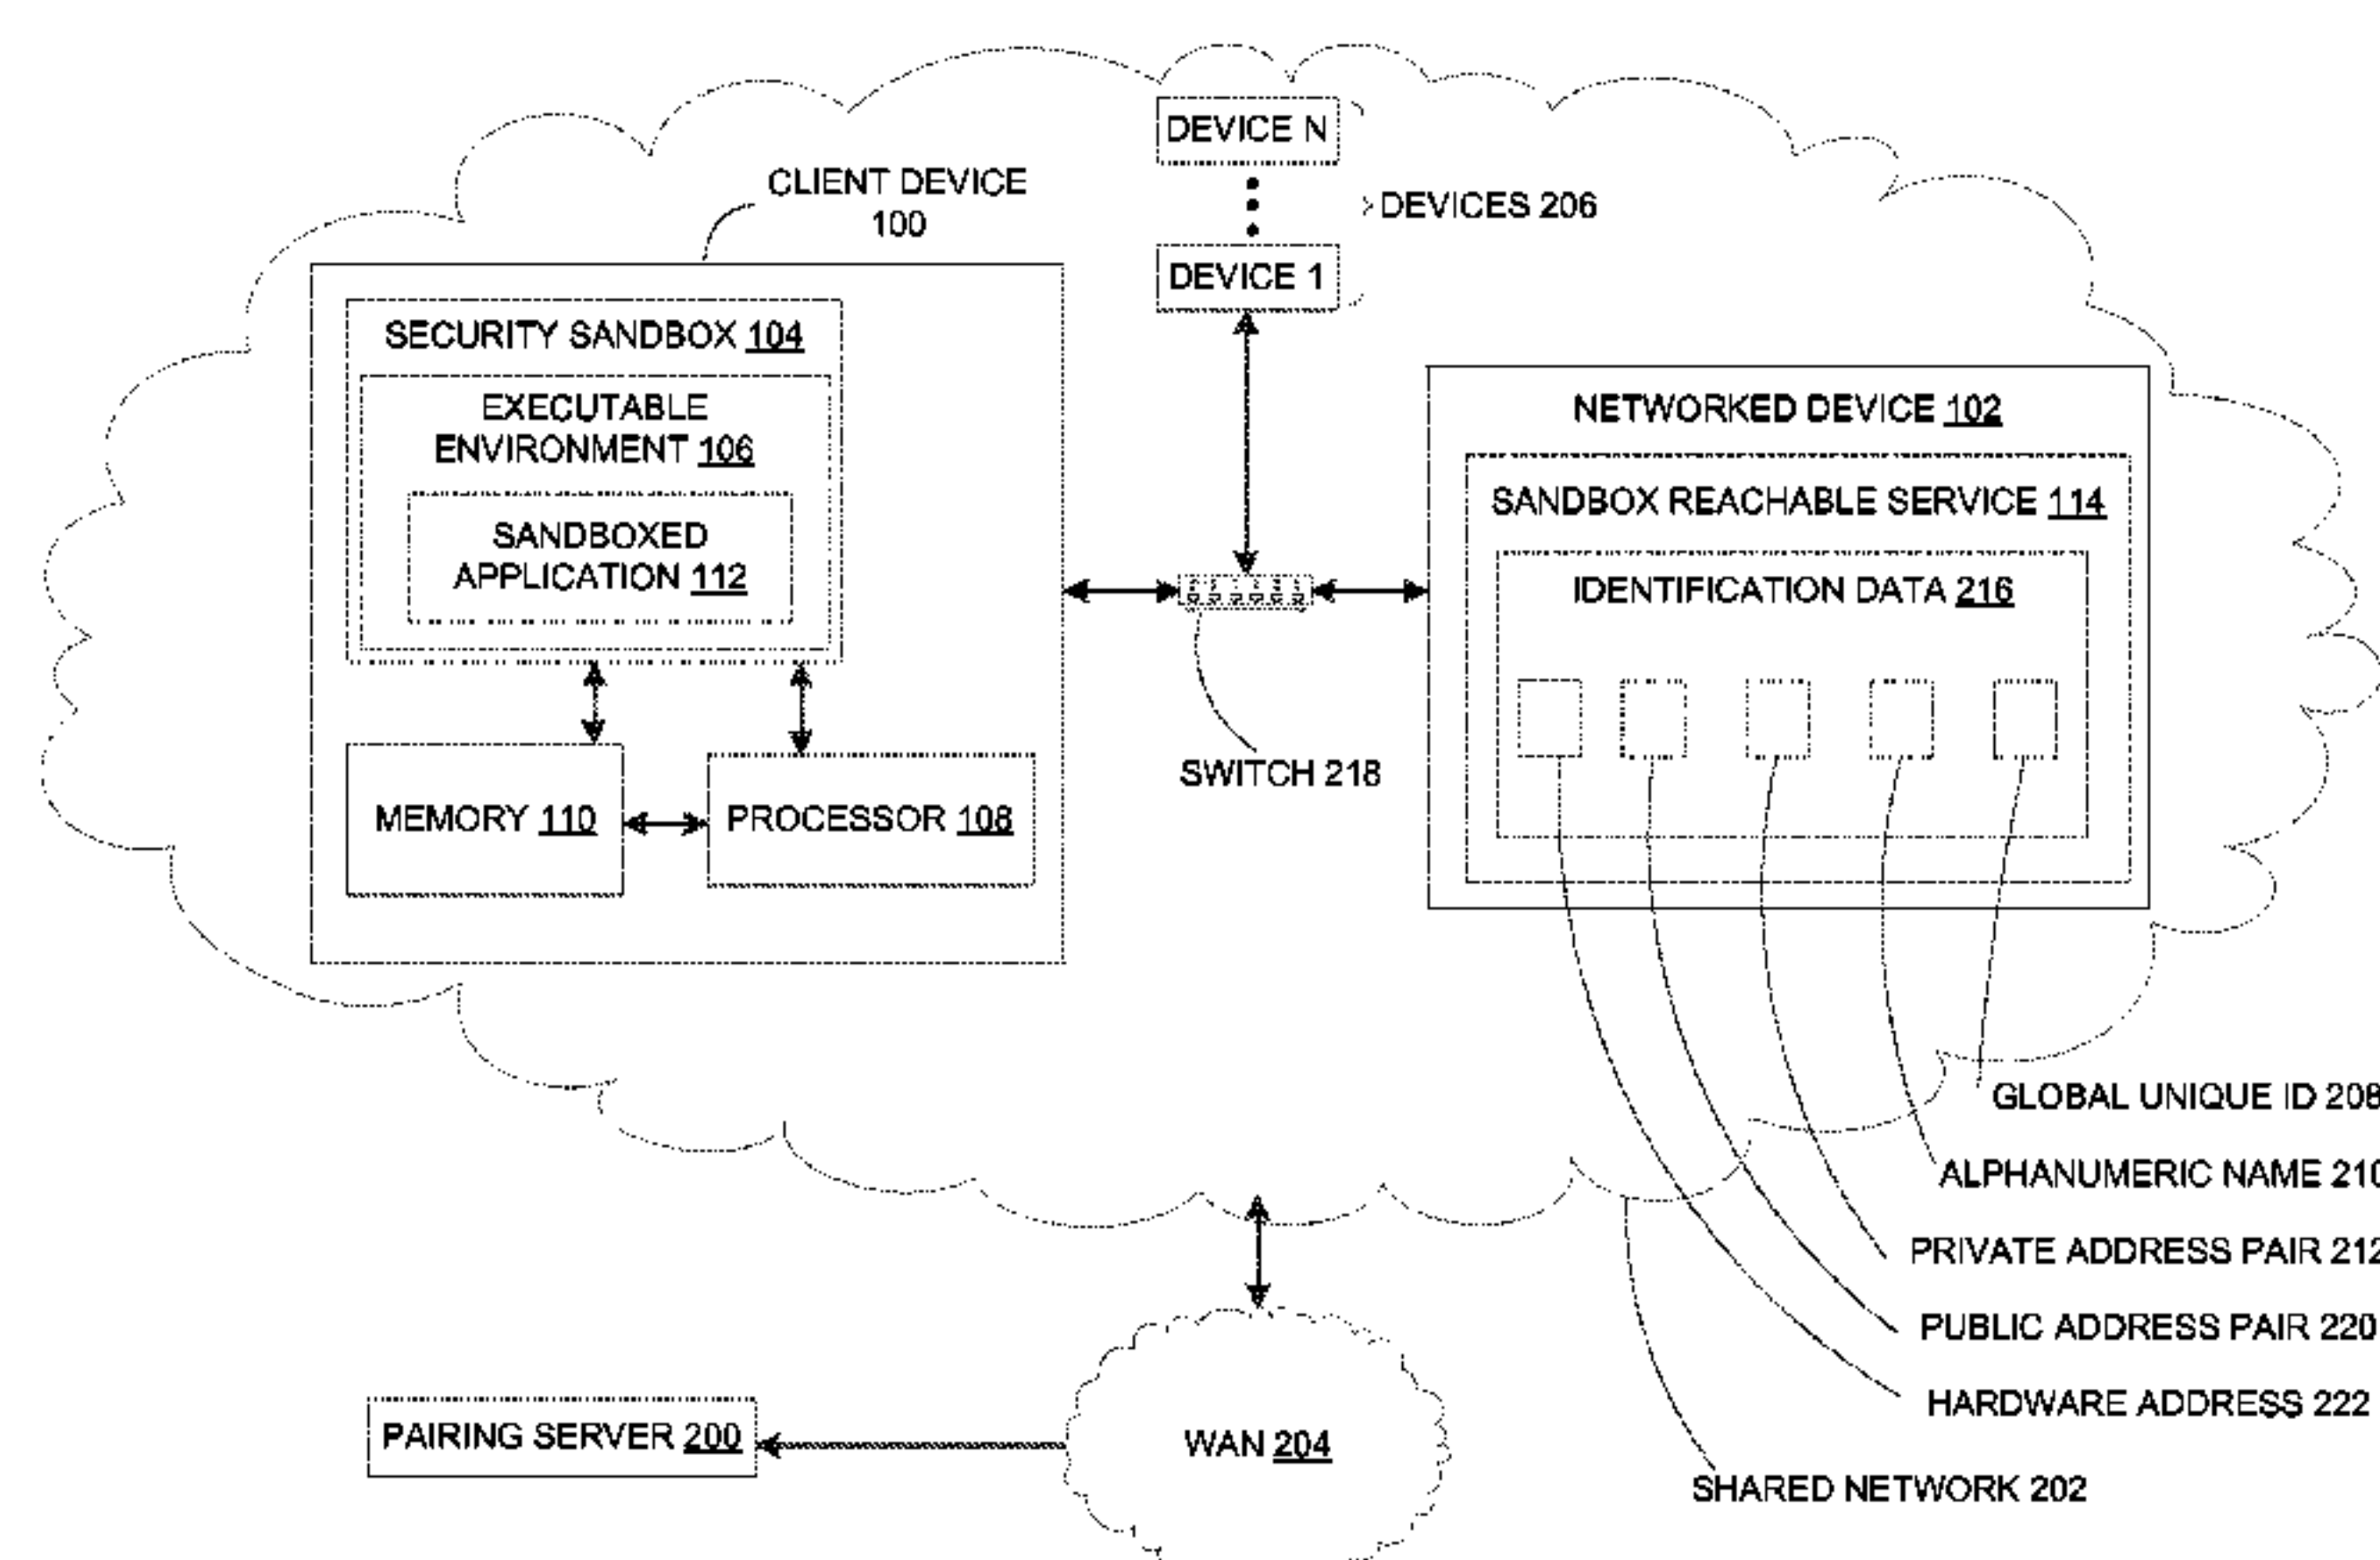 DEVICE N
CLIENT DEVICE
100
DEVICES 206
DEVICE 1
SECURITY SANDBOX 104
EXECUTABLE
ENVIRONMENT 106
SANDBOXED
APPLICATION 112
NETWORKED DEVICE 102
SANDBOX REACHABLE SERVICE 114
IDENTIFICATION DATA 216
SWITCH 218
MEMORY 110
PROCESSOR 108
GLOBAL UNIQUE ID 208
ALPHANUMERIC NAME 210
PRIVATE ADDRESS PAIR 212
PUBLIC ADDRESS PAIR 220
HARDWARE ADDRESS 222
PAIRING SERVER 200
WAN 204
SHARED NETWORK 202